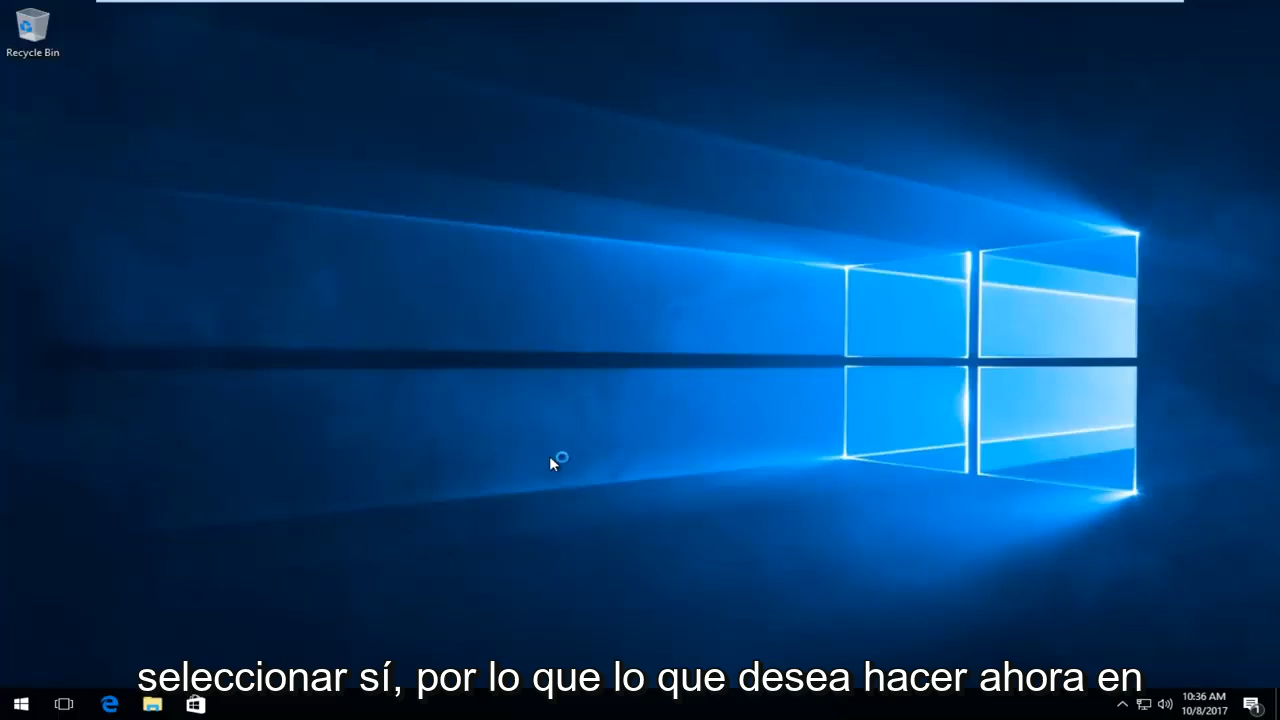 Recycle Bin
seleccionar sí, por lo que lo que desea hacer ahora en
10:36 AM
10/8/2017
1